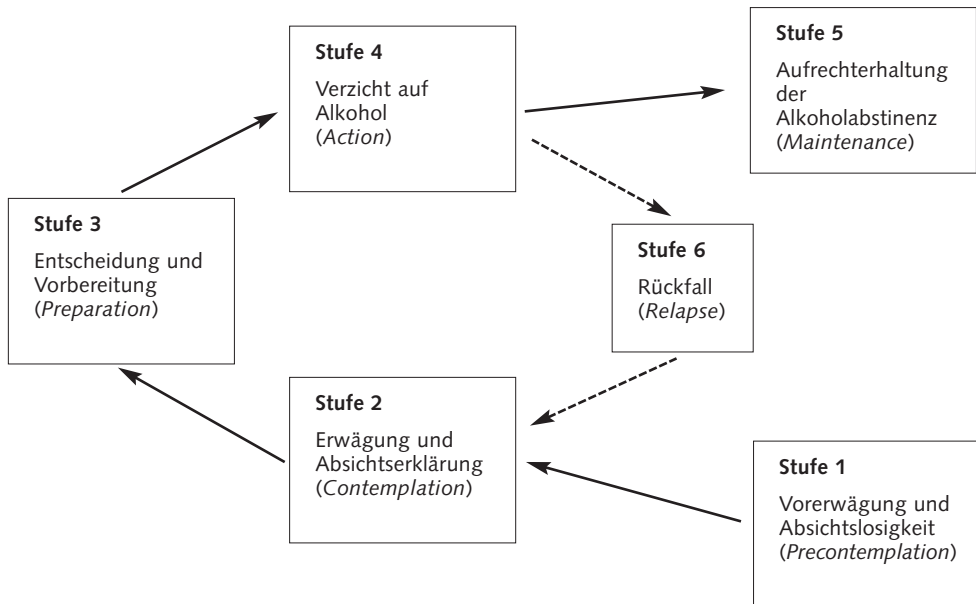 Stufe 4
Verzicht auf
Alkohol
(Action)
Stufe 5
Aufrechterhaltung
der
Alkoholabstinenz
(Maintenance)
Stufe 3
Entscheidung und
Vorbereitung
(Preparation)
Stufe 6
Rückfall
(Relapse)
Stufe 2
Erwägung und
Absichtserklärung
(Contemplation)
Stufe 1
Vorerwägung und
Absichtslosigkeit
(Precontemplation)